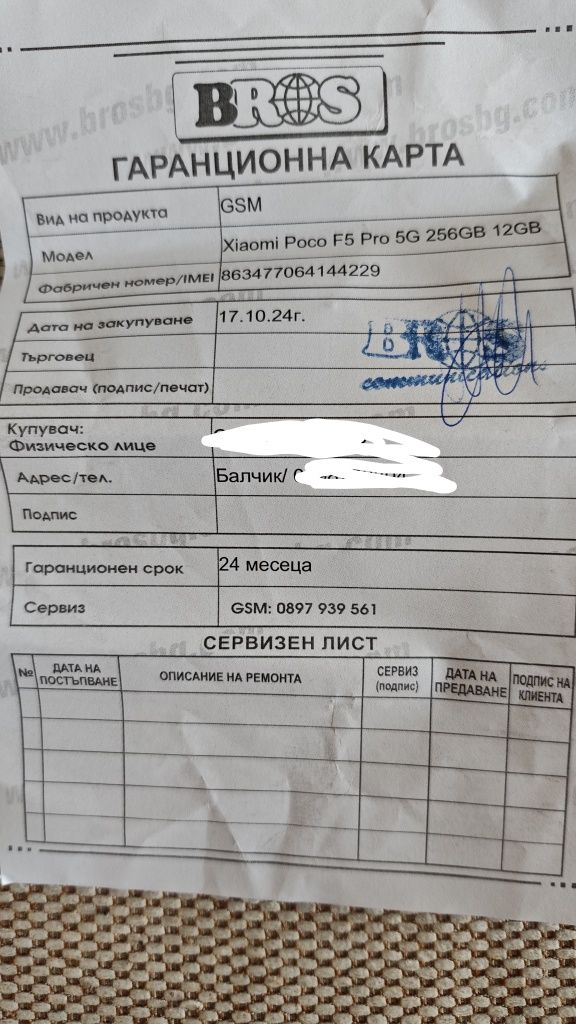 www.brosbg.com
BROS
ГАРАНЦИОННА КАРТА
Вид на продукта GSM
Модел Xiaomi Poco F5 Pro 5G 256GB 12GB
Фабричен номер/IMEI 863477064144229
Дата на закупуване 17.10.24г.
Търговец BROS
Продавач (подпис/печат) communications
Купувач:
Физическо лице
Адрес/тел. Балчик/
Подпис
Гаранционен срок 24 месеца
Сервиз GSM: 0897 939 561
СЕРВИЗЕН ЛИСТ
№ ДАТА НА ПОСТЪПВАНЕ ОПИСАНИЕ НА РЕМОНТА СЕРВИЗ (подпис) ДАТА НА ПРЕДАВАНЕ ПОДПИС НА КЛИЕНТА